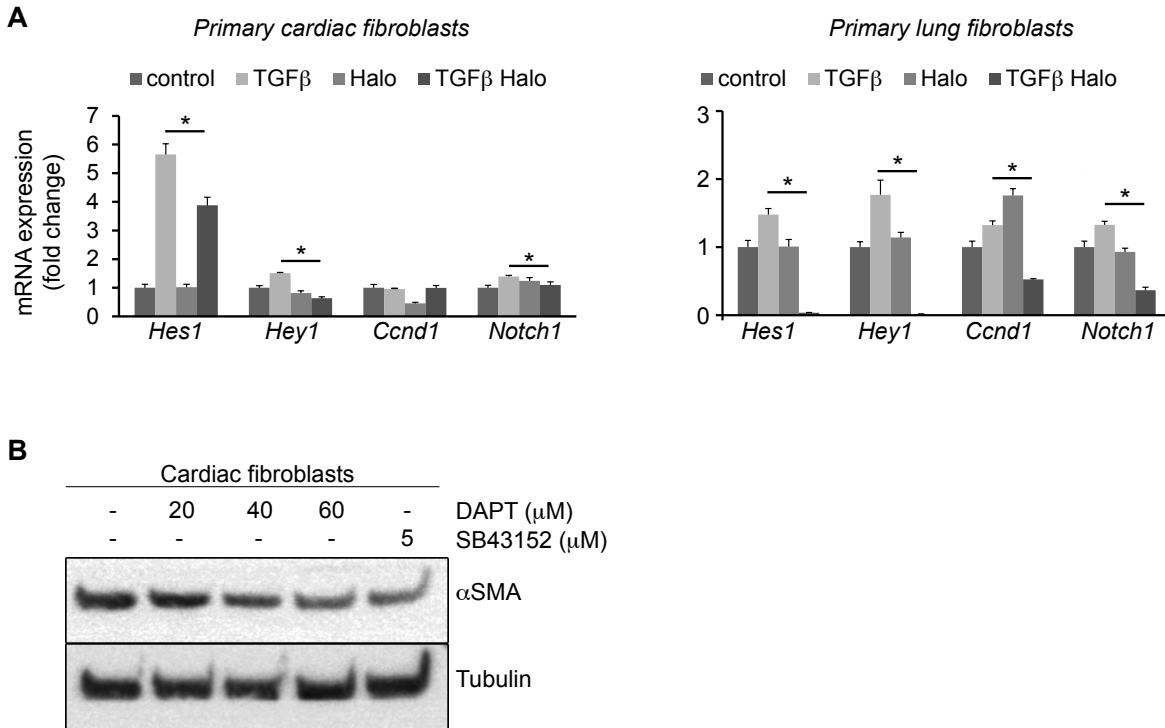 A
Primary cardiac fibroblasts
control TGFβ Halo TGFβ Halo
mRNA expression
(fold change)
7
6
5
4
3
2
1
0
*
*
*
Hes1 Hey1 Ccnd1 Notch1
Primary lung fibroblasts
control TGFβ Halo TGFβ Halo
3
2
1
0
*
*
*
*
Hes1 Hey1 Ccnd1 Notch1
B
Cardiac fibroblasts
- 20 40 60 - DAPT (μM)
- - - - 5 SB43152 (μM)
αSMA
Tubulin